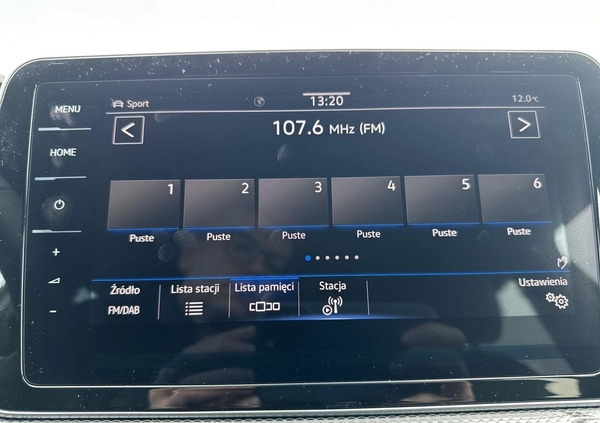 MENU
Sport
13:20
12.0°C
107.6 MHz (FM)
HOME
1
2
3
4
5
6
Puste
Puste
Puste
Puste
Puste
Puste
+
Źródło
Lista stacji
Lista pamięci
Stacja
Ustawienia
FM/DAB
-